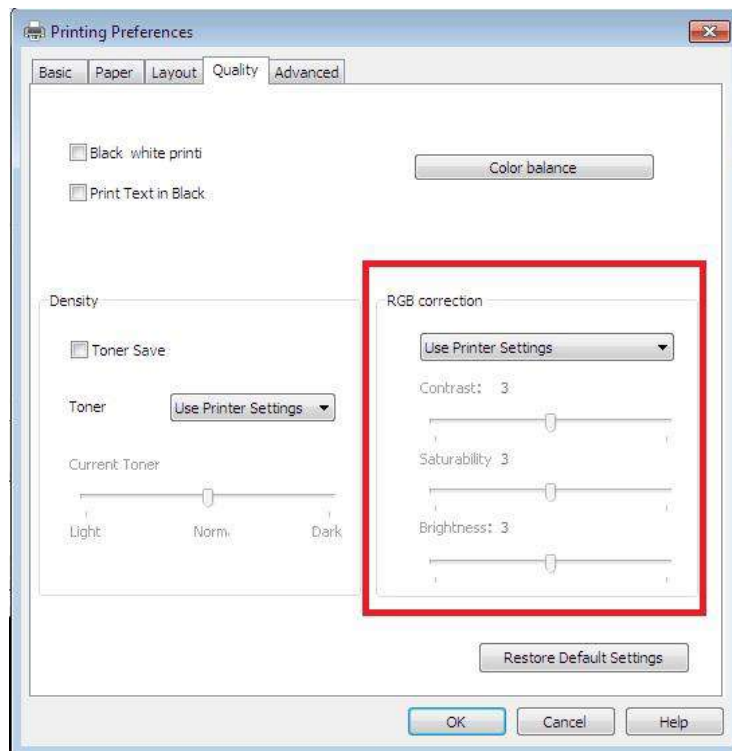 Printing Preferences
Basic Paper Layout Quality Advanced
Black white printi
Color balance
Print Text in Black
Density
Toner Save
Toner Use Printer Settings
Current Toner
Light Norm. Dark
RGB correction
Use Printer Settings
Contrast: 3
Saturability 3
Brightness: 3
Restore Default Settings
OK Cancel Help